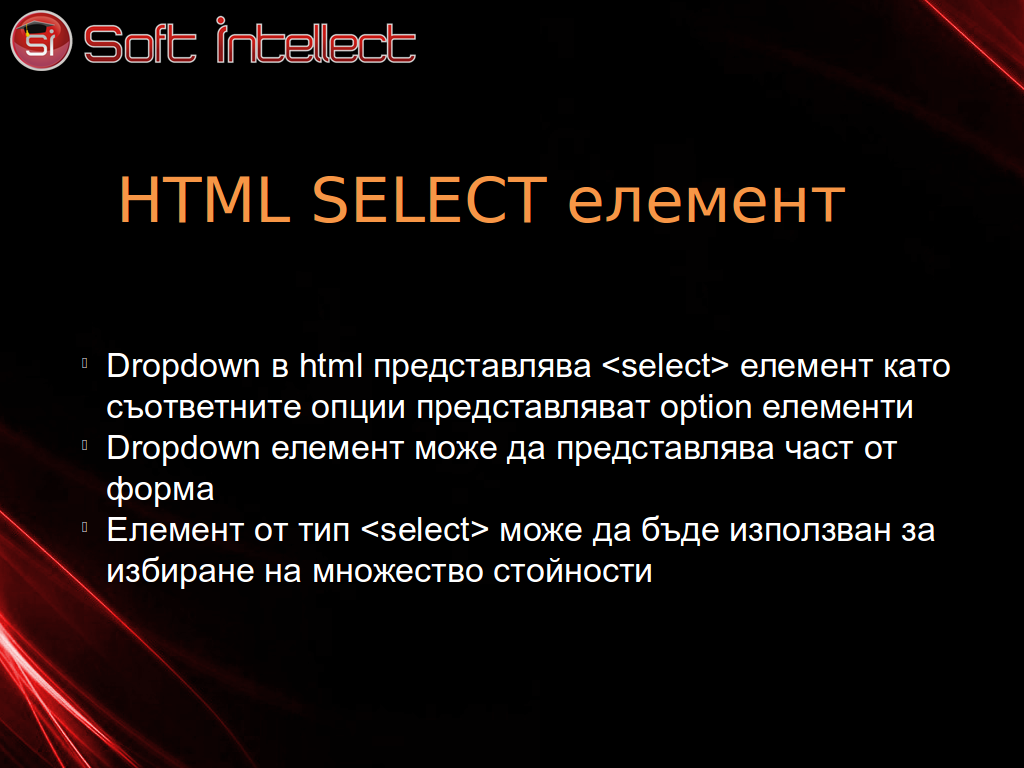 Si Soft Intellect
HTML SELECT елемент
Dropdown в html представлява <select> елемент като
съответните опции представляват option елементи
Dropdown елемент може да представлява част от
форма
Елемент от тип <select> може да бъде използван за
избиране на множество стойности